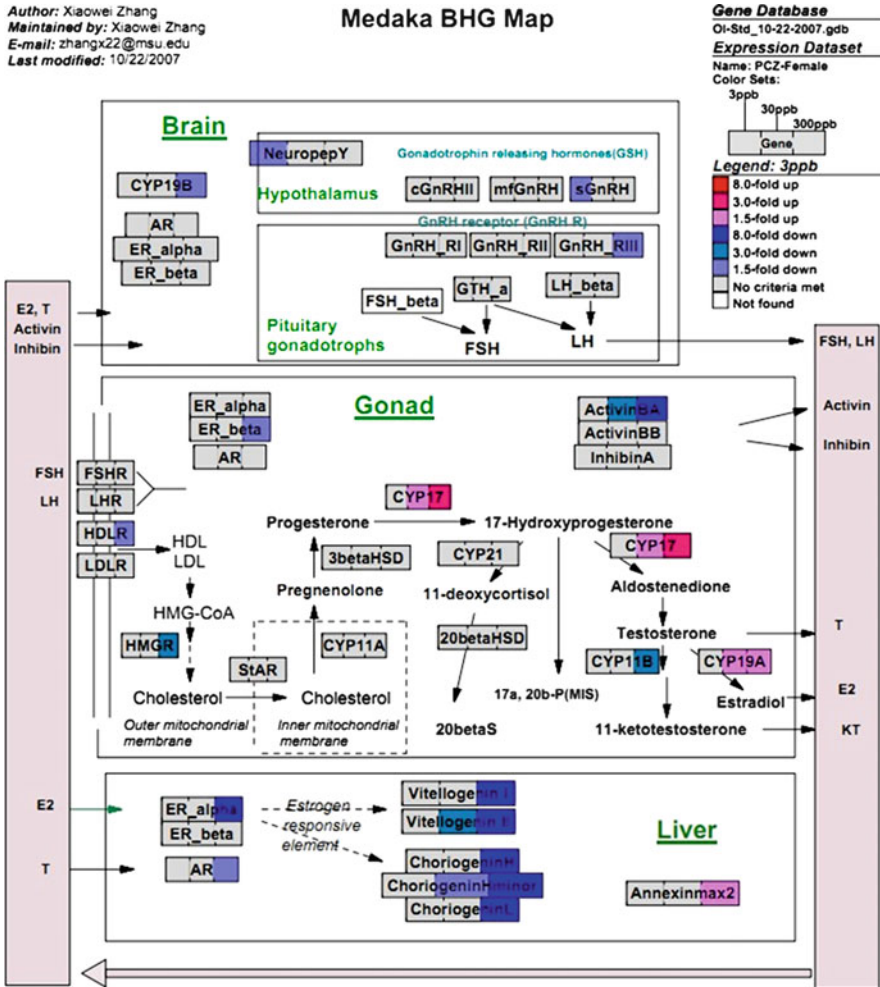 Author: Xiaowei Zhang
Maintained by: Xiaowei Zhang
E-mail: zhangx22@msu.edu
Last modified: 10/22/2007
Medaka BHG Map
Gene Database
OI-Std_10-22-2007.gdb
Expression Dataset
Name: PCZ-Female
Color Sets:
3ppb
30ppb
300ppb
Gene
Legend: 3ppb
8.0-fold up
3.0-fold up
1.5-fold up
8.0-fold down
3.0-fold down
1.5-fold down
No criteria met
Not found
Brain
CYP19B
AR
ER_alpha
ER_beta
NeuropepY
Gonadotrophin releasing hormones(GSH)
Hypothalamus
cGnRHII
mfGnRH
sGnRH
GnRH receptor (GnRH R)
GnRH_RI
GnRH_RII
GnRH_RIII
FSH_beta
GTH_a
LH_beta
Pituitary
gonadotrophs
FSH
LH
E2, T
Activin
Inhibin
FSH, LH
Gonad
ER_alpha
ER_beta
AR
ActivinBA
ActivinBB
InhibinA
Activin
Inhibin
FSH
LH
FSHR
LHR
HDLR
LDLR
HDL
LDL
HMG-CoA
HMGR
StAR
Cholesterol
Outer mitochondrial
membrane
Progesterone
CYP17
17-Hydroxyprogesterone
3betaHSD
Pregnenolone
CYP11A
Cholesterol
Inner mitochondrial
membrane
CYP21
11-deoxycortisol
20betaHSD
20betaS
17a, 20b-P(MIS)
CYP17
Aldostenedione
Testosterone
CYP11B
CYP19A
Estradiol
11-ketotestosterone
T
E2
KT
E2
T
ER_alpha
ER_beta
AR
Estrogen
responsive
element
Vitellogenin I
Vitellogenin II
ChoriogeninH
ChoriogeninHminor
ChoriogeninL
Liver
Annexinmax2